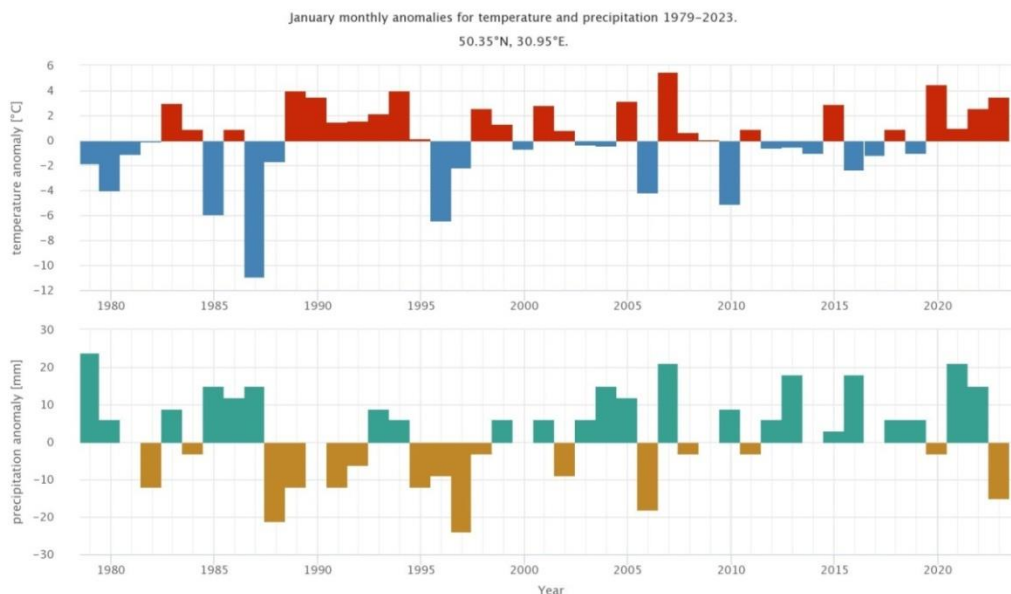 January monthly anomalies for temperature and precipitation 1979–2023.
50.35°N, 30.95°E.
temperature anomaly [°C]
6
4
2
0
−2
−4
−6
−8
−10
−12
1980 1985 1990 1995 2000 2005 2010 2015 2020
precipitation anomaly [mm]
30
20
10
0
−10
−20
−30
1980 1985 1990 1995 2000 2005 2010 2015 2020
Year